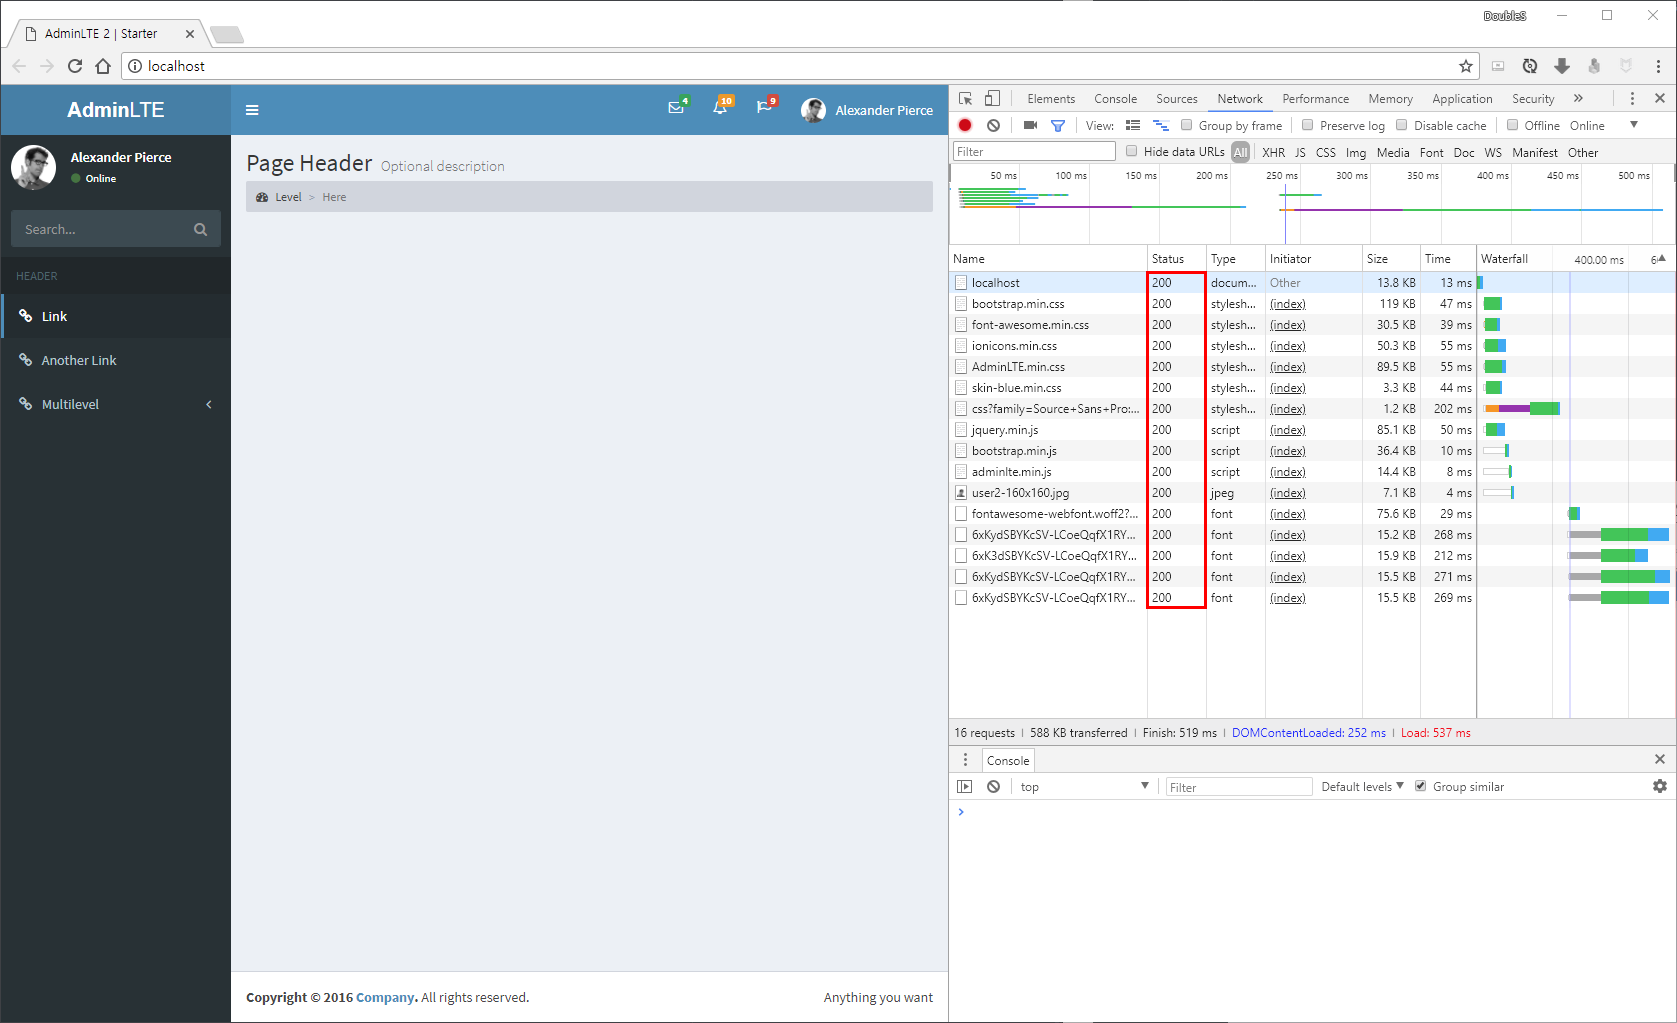 DoubleS
AdminLTE 2 | Starter
localhost
AdminLTE
4
10
9
Alexander Pierce
Alexander Pierce
Online
Search...
HEADER
Link
Another Link
Multilevel
Page Header Optional description
Level > Here
Copyright © 2016 Company. All rights reserved.
Anything you want
Elements Console Sources Network Performance Memory Application Security »
View: Group by frame Preserve log Disable cache Offline Online
Filter Hide data URLs All XHR JS CSS Img Media Font Doc WS Manifest Other
50 ms 100 ms 150 ms 200 ms 250 ms 300 ms 350 ms 400 ms 450 ms 500 ms
Name Status Type Initiator Size Time Waterfall 400.00 ms
localhost 200 docum... Other 13.8 KB 13 ms
bootstrap.min.css 200 stylesh... (index) 119 KB 47 ms
font-awesome.min.css 200 stylesh... (index) 30.5 KB 39 ms
ionicons.min.css 200 stylesh... (index) 50.3 KB 55 ms
AdminLTE.min.css 200 stylesh... (index) 89.5 KB 55 ms
skin-blue.min.css 200 stylesh... (index) 3.3 KB 44 ms
css?family=Source+Sans+Pro:... 200 stylesh... (index) 1.2 KB 202 ms
jquery.min.js 200 script (index) 85.1 KB 50 ms
bootstrap.min.js 200 script (index) 36.4 KB 10 ms
adminlte.min.js 200 script (index) 14.4 KB 8 ms
user2-160x160.jpg 200 jpeg (index) 7.1 KB 4 ms
fontawesome-webfont.woff2?... 200 font (index) 75.6 KB 29 ms
6xKydSBYKcSV-LCoeQqfX1RY... 200 font (index) 15.2 KB 268 ms
6xK3dSBYKcSV-LCoeQqfX1RY... 200 font (index) 15.9 KB 212 ms
6xKydSBYKcSV-LCoeQqfX1RY... 200 font (index) 15.5 KB 271 ms
6xKydSBYKcSV-LCoeQqfX1RY... 200 font (index) 15.5 KB 269 ms
16 requests | 588 KB transferred | Finish: 519 ms | DOMContentLoaded: 252 ms | Load: 537 ms
Console
top Filter Default levels Group similar